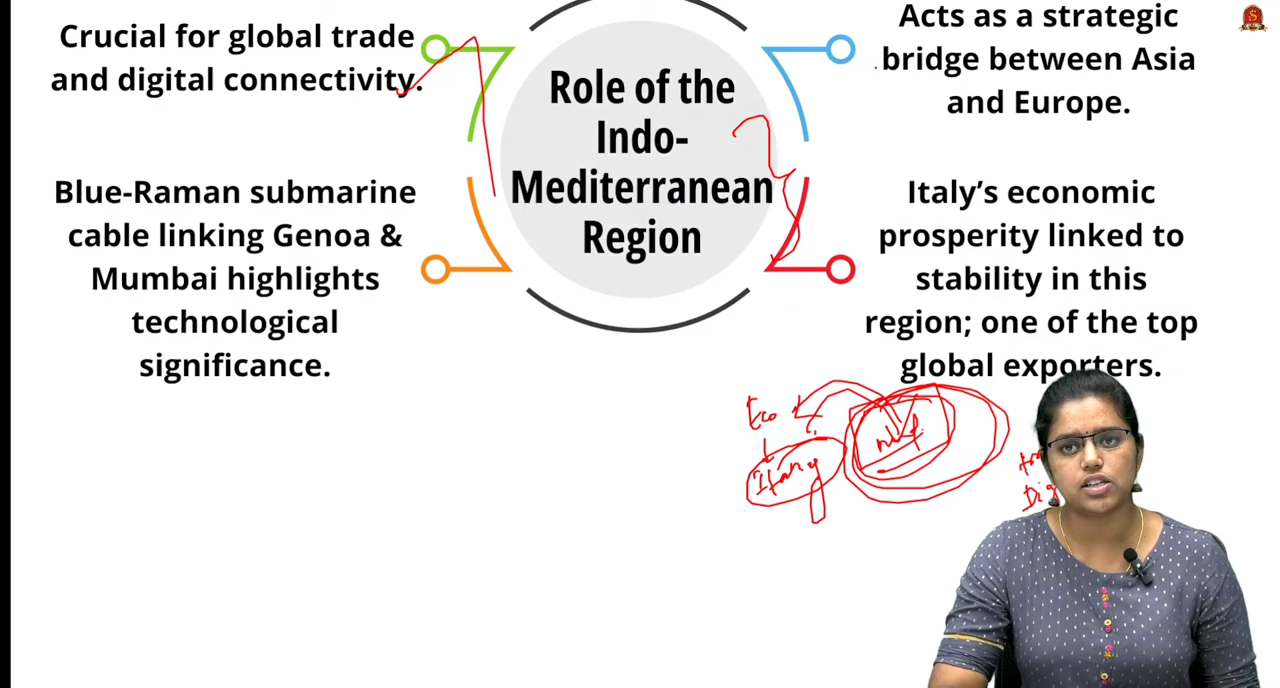 Crucial for global trade
and digital connectivity.
Blue-Raman submarine
cable linking Genoa &
Mumbai highlights
technological
significance.
Role of the
Indo-
Mediterranean
Region
Acts as a strategic
bridge between Asia
and Europe.
Italy’s economic
prosperity linked to
stability in this
region; one of the top
global exporters.
Eco
Italy
Dig
S